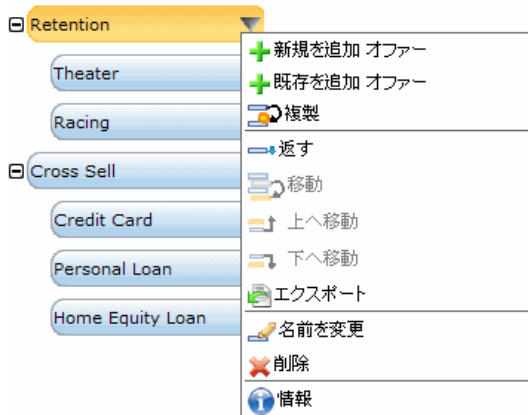 Retention
Theater
Racing
Cross Sell
Credit Card
Personal Loan
Home Equity Loan
新規を追加 オファー
既存を追加 オファー
複製
返す
移動
上へ移動
下へ移動
エクスポート
名前を変更
削除
情報